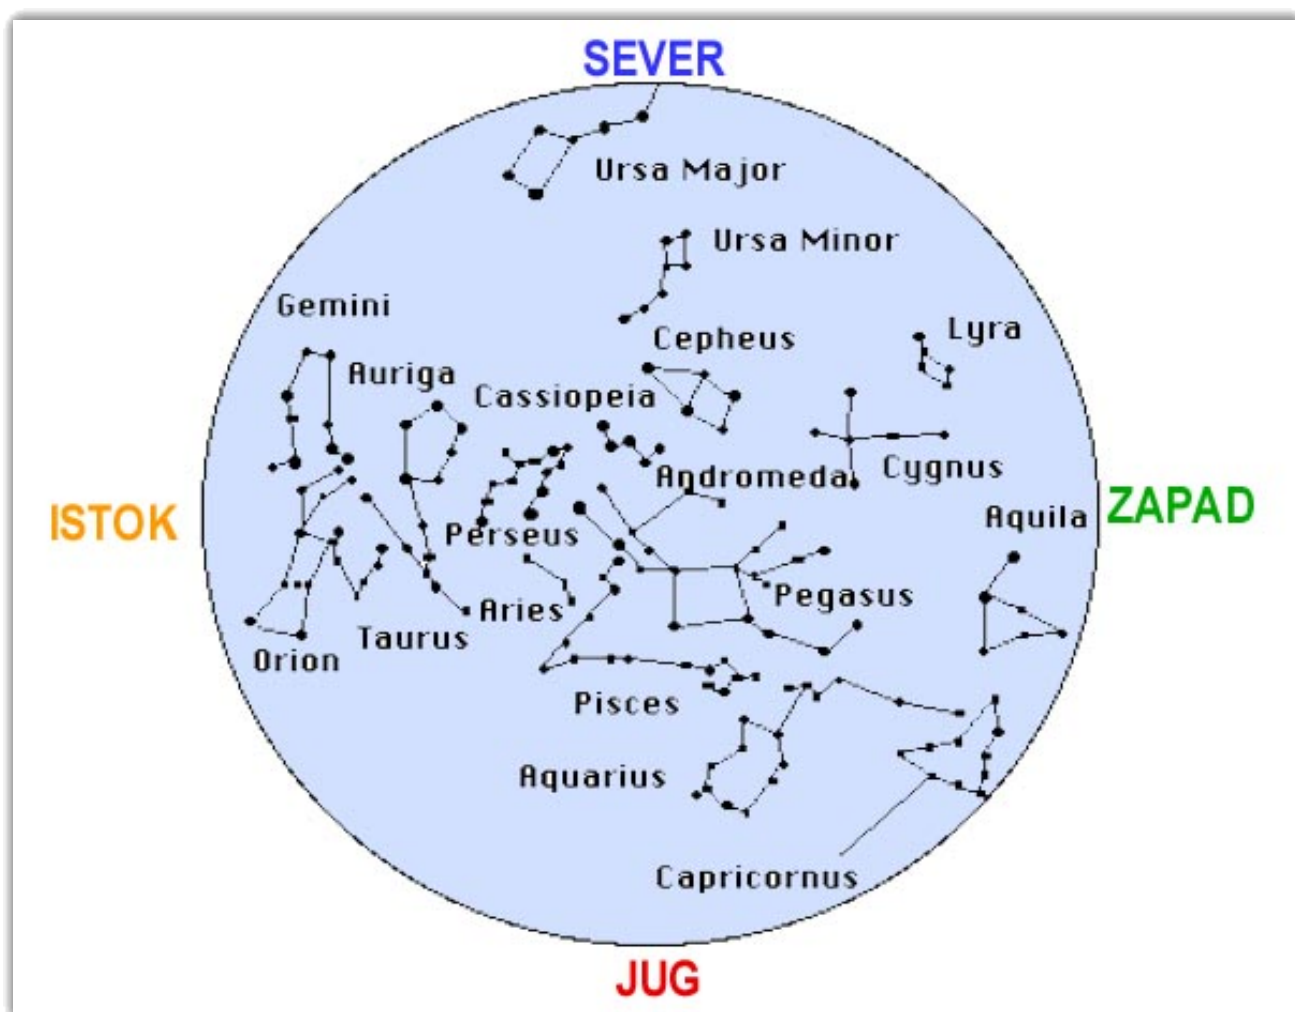 SEVER
Ursa Major
Ursa Minor
Gemini
Lyra
Cepheus
Auriga
Cassiopeia
Andromeda
Cygnus
ISTOK
ZAPAD
Aquila
Perseus
Pegasus
Aries
Taurus
Orion
Pisces
Aquarius
Capricornus
JUG